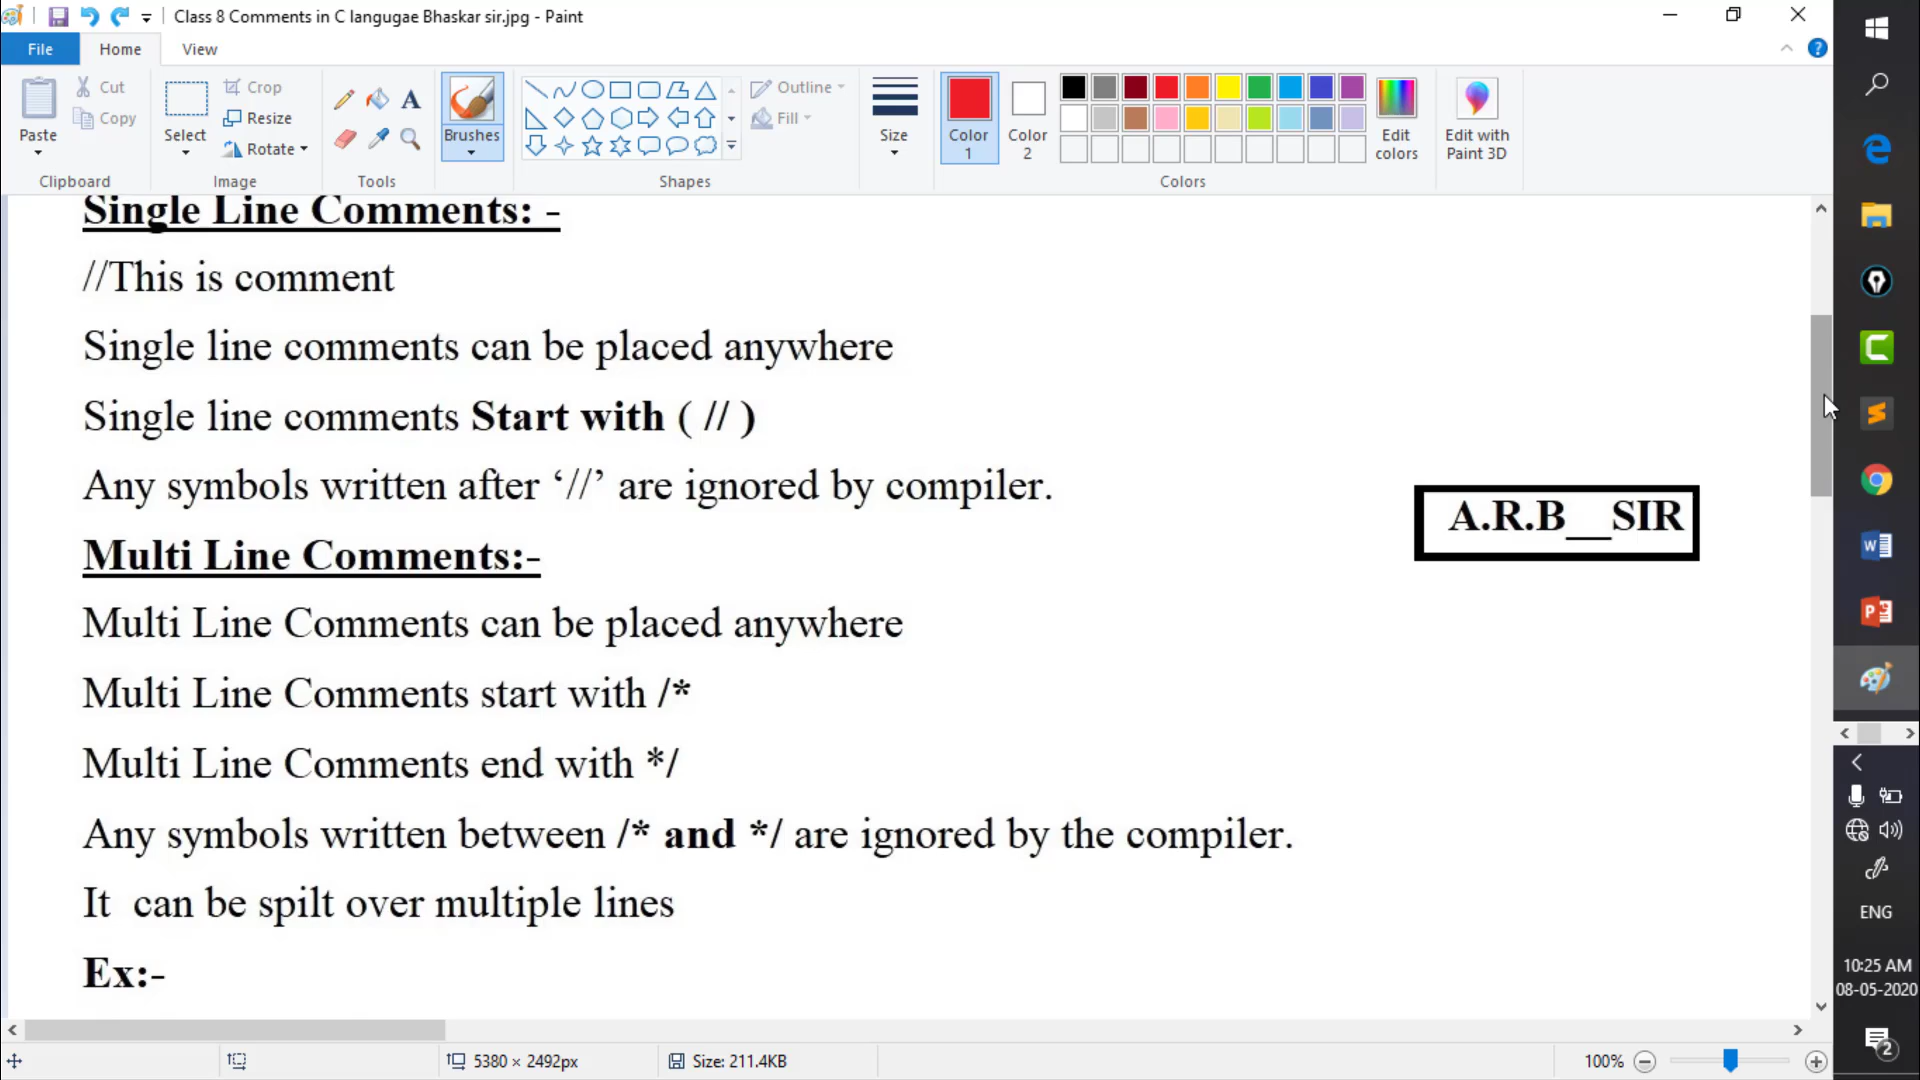 Class 8 Comments in C langugae Bhaskar sir.jpg - Paint
File Home View
Paste
Cut
Copy
Clipboard
Select
Crop
Resize
Rotate
Image
Tools
Brushes
Shapes
Outline
Fill
Size
Color 1
Color 2
Edit colors
Colors
Edit with Paint 3D
Single Line Comments: -
//This is comment
Single line comments can be placed anywhere
Single line comments Start with ( // )
Any symbols written after ‘//’ are ignored by compiler.
A.R.B__SIR
Multi Line Comments:-
Multi Line Comments can be placed anywhere
Multi Line Comments start with /*
Multi Line Comments end with */
Any symbols written between /* and */ are ignored by the compiler.
It  can be spilt over multiple lines
Ex:-
ENG
10:25 AM
08-05-2020
2
5380 × 2492px
Size: 211.4KB
100%